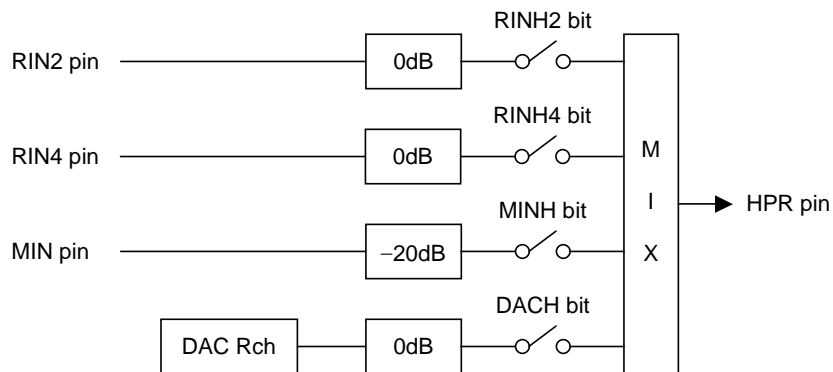 RINH2 bit
RIN2 pin 0dB
RINH4 bit
RIN4 pin 0dB M
MINH bit I HPR pin
MIN pin −20dB X
DACH bit
DAC Rch 0dB